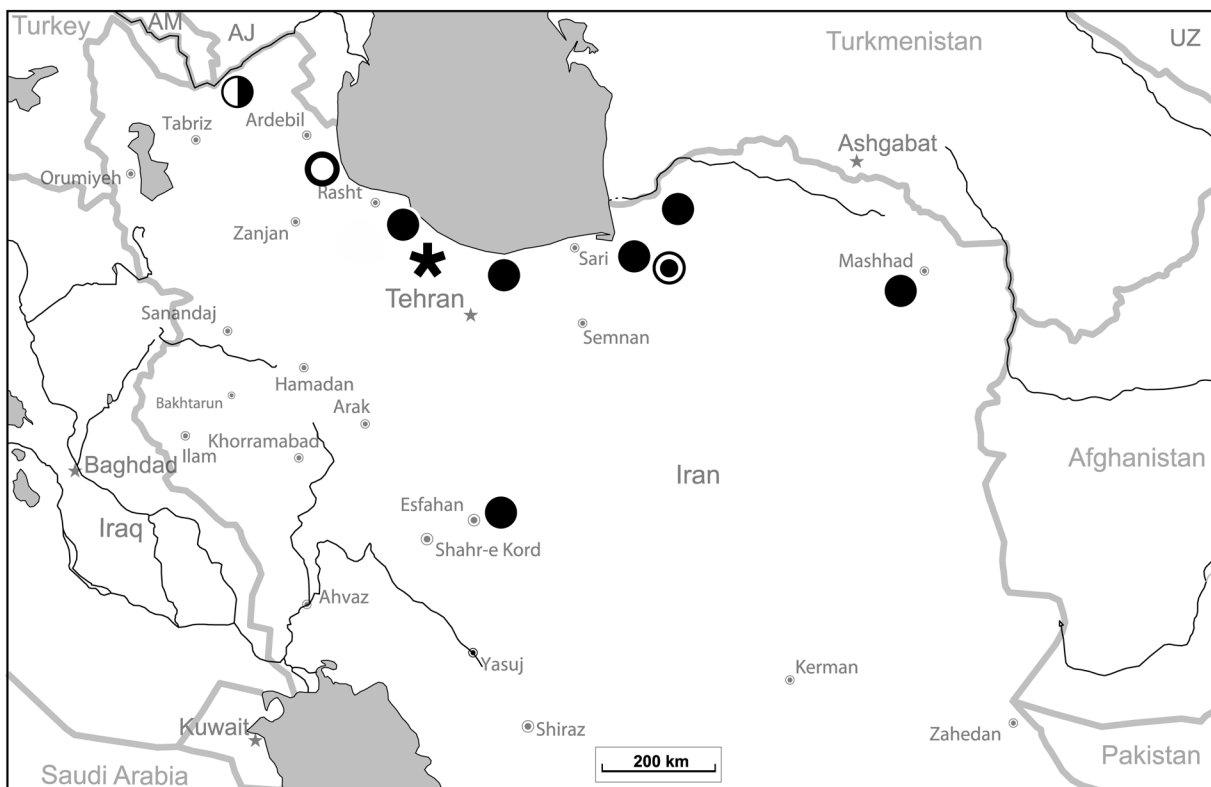 Turkey
AM
AJ
Turkmenistan
UZ
Tabriz
Ardebil
Ashgabat
Orumiyeh
Rasht
Zanjan
Sari
Mashhad
Tehran
Sanandaj
Semnan
Hamadan
Bakhtarun
Arak
Ilam
Khorramabad
Baghdad
Iran
Afghanistan
Esfahan
Iraq
Shahr-e Kord
Ahvaz
Yasuj
Kerman
Kuwait
Shiraz
Zahedan
200 km
Pakistan
Saudi Arabia